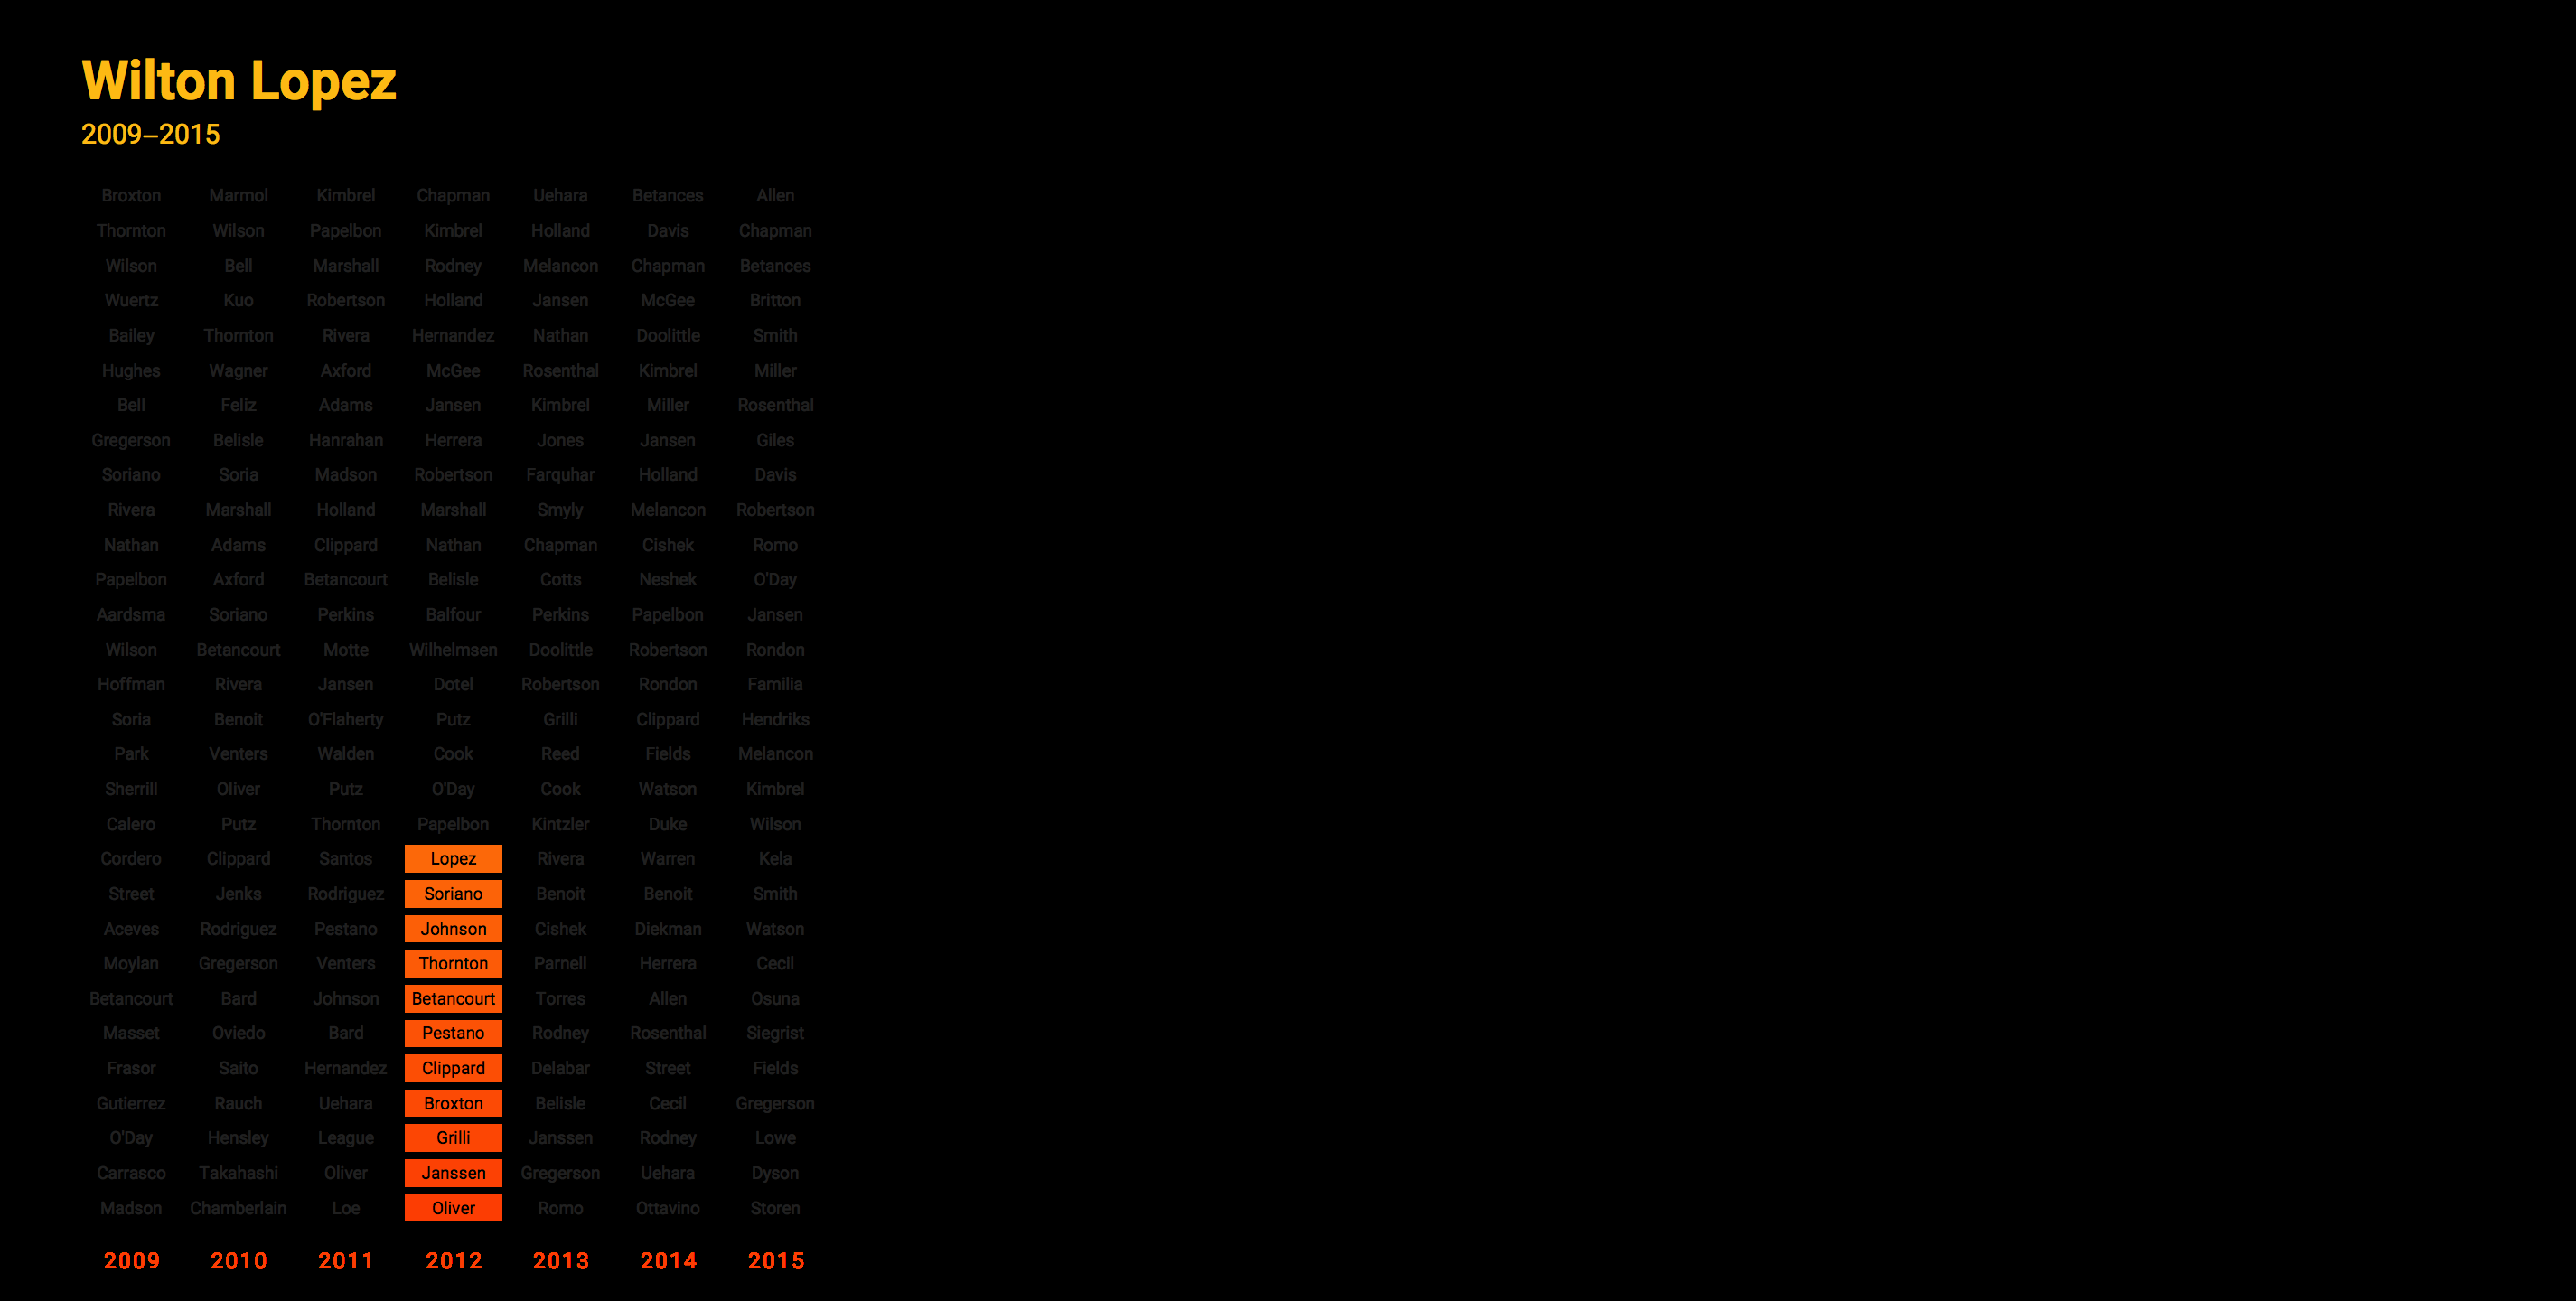 Wilton Lopez
2009–2015
Broxton Marmol Kimbrel Chapman Uehara Betances Allen
Thornton Wilson Papelbon Kimbrel Holland Davis Chapman
Wilson Bell Marshall Rodney Melancon Chapman Betances
Wuertz Kuo Robertson Holland Jansen McGee Britton
Bailey Thornton Rivera Hernandez Nathan Doolittle Smith
Hughes Wagner Axford McGee Rosenthal Kimbrel Miller
Bell Feliz Adams Jansen Kimbrel Miller Rosenthal
Gregerson Belisle Hanrahan Herrera Jones Jansen Giles
Soriano Soria Madson Robertson Farquhar Holland Davis
Rivera Marshall Holland Marshall Smyly Melancon Robertson
Nathan Adams Clippard Nathan Chapman Cishek Romo
Papelbon Axford Betancourt Belisle Cotts Neshek O'Day
Aardsma Soriano Perkins Balfour Perkins Papelbon Jansen
Wilson Betancourt Motte Wilhelmsen Doolittle Robertson Rondon
Hoffman Rivera Jansen Dotel Robertson Rondon Familia
Soria Benoit O'Flaherty Putz Grilli Clippard Hendriks
Park Venters Walden Cook Reed Fields Melancon
Sherrill Oliver Putz O'Day Cook Watson Kimbrel
Calero Putz Thornton Papelbon Kintzler Duke Wilson
Cordero Clippard Santos Lopez Rivera Warren Kela
Street Jenks Rodriguez Soriano Benoit Benoit Smith
Aceves Rodriguez Pestano Johnson Cishek Diekman Watson
Moylan Gregerson Venters Thornton Parnell Herrera Cecil
Betancourt Bard Johnson Betancourt Torres Allen Osuna
Masset Oviedo Bard Pestano Rodney Rosenthal Siegrist
Frasor Saito Hernandez Clippard Delabar Street Fields
Gutierrez Rauch Uehara Broxton Belisle Cecil Gregerson
O'Day Hensley League Grilli Janssen Rodney Lowe
Carrasco Takahashi Oliver Janssen Gregerson Uehara Dyson
Madson Chamberlain Loe Oliver Romo Ottavino Storen
2009 2010 2011 2012 2013 2014 2015